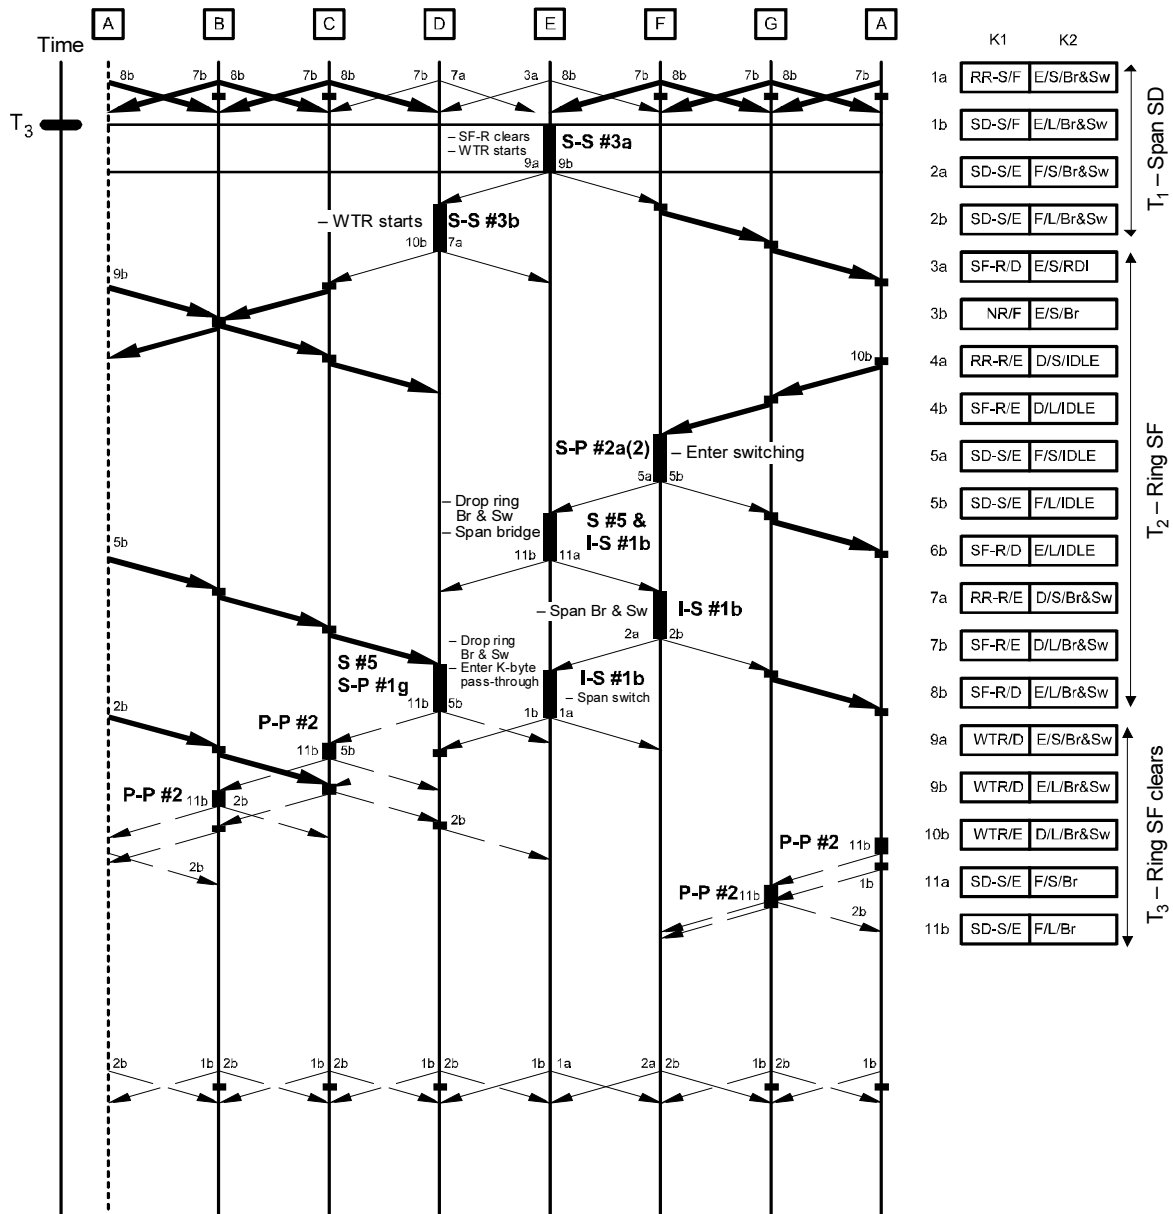 A B C D E F G A
K1 K2
Time
8b 7b 8b 7b 8b 7b 7a 3a 8b 7b 8b 7b 8b 7b
1a RR-S/F E/S/Br&Sw
T3
1b SD-S/F E/L/Br&Sw
– SF-R clears
– WTR starts
S-S #3a
9a 9b
2a SD-S/E F/S/Br&Sw
T1 – Span SD
– WTR starts
S-S #3b
10b 7a
2b SD-S/E F/L/Br&Sw
9b
3a SF-R/D E/S/RDI
3b NR/F E/S/Br
10b
4a RR-R/E D/S/IDLE
4b SF-R/E D/L/IDLE
S-P #2a(2)
– Enter switching
5a 5b
5a SD-S/E F/S/IDLE
T2 – Ring SF
– Drop ring
Br & Sw
– Span bridge
S #5 &
I-S #1b
11b 11a
5b SD-S/E F/L/IDLE
5b
6b SF-R/D E/L/IDLE
– Span Br & Sw
I-S #1b
2a 2b
7a RR-R/E D/S/Br&Sw
– Drop ring
Br & Sw
– Enter K-byte
pass-through
S #5
S-P #1g
11b 5b
7b SF-R/E D/L/Br&Sw
I-S #1b
– Span switch
1b 1a
8b SF-R/D E/L/Br&Sw
2b
P-P #2
11b 5b
9a WTR/D E/S/Br&Sw
P-P #2
11b 2b
9b WTR/D E/L/Br&Sw
2b
10b WTR/E D/L/Br&Sw
P-P #2
11b
2b
1b
11a SD-S/E F/S/Br
P-P #2
11b
2b
11b SD-S/E F/L/Br
T3 – Ring SF clears
2b 1b 2b 1b 2b 1b 2b 1b 1a 2a 2b 1b 2b 1b